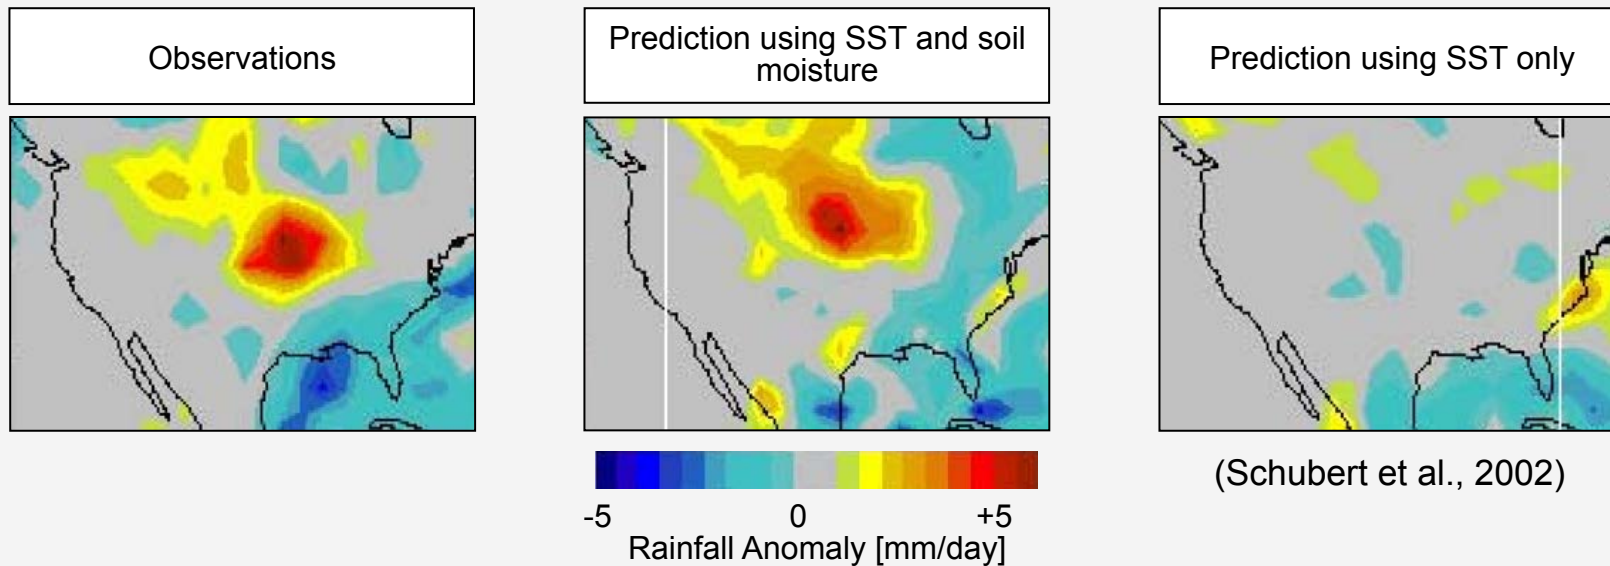 Observations
Prediction using SST and soil
moisture
Prediction using SST only
-5
0
+5
Rainfall Anomaly [mm/day]
(Schubert et al., 2002)